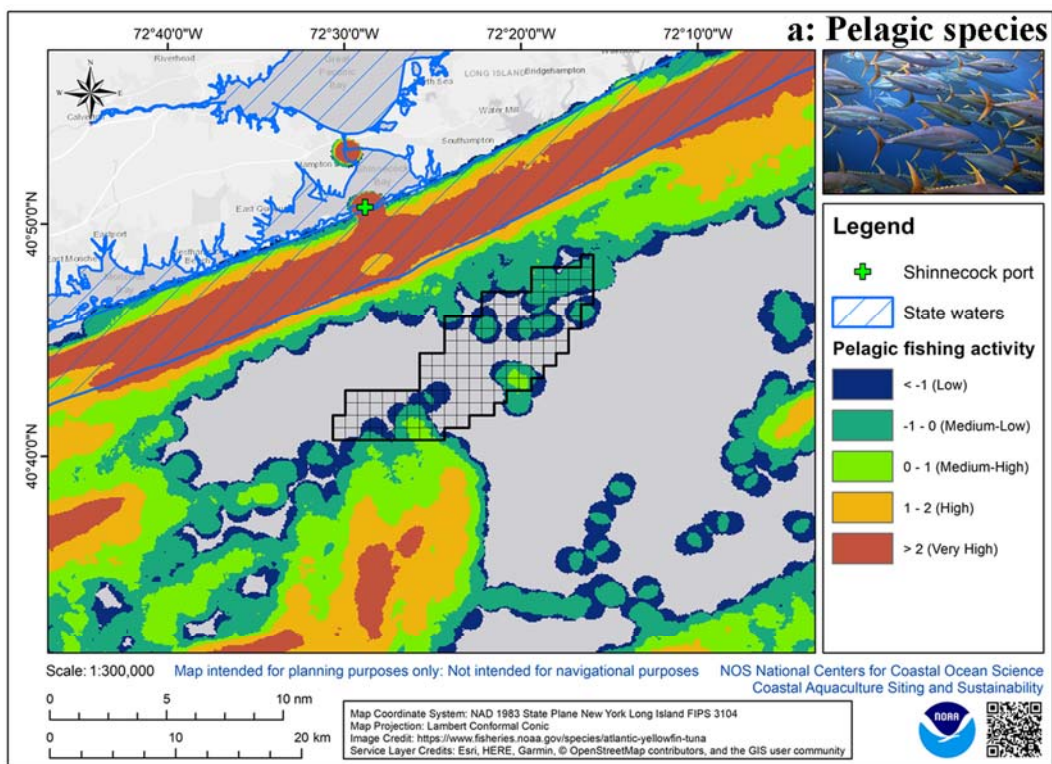 a: Pelagic species
72°40'0"W 72°30'0"W 72°20'0"W 72°10'0"W
40°50'0"N
40°40'0"N
N
W E
S
Riverhead
Great
Bay
LONG ISLAND
Bridgehampton
Water Mill
Southampton
East
Eastport
East
Bay
Legend
Shinnecock port
State waters
Pelagic fishing activity
< -1 (Low)
-1 - 0 (Medium-Low)
0 - 1 (Medium-High)
1 - 2 (High)
> 2 (Very High)
Scale: 1:300,000
Map intended for planning purposes only: Not intended for navigational purposes
NOS National Centers for Coastal Ocean Science
Coastal Aquaculture Siting and Sustainability
0 5 10 nm
0 10 20 km
Map Coordinate System: NAD 1983 State Plane New York Long Island FIPS 3104
Map Projection: Lambert Conformal Conic
Image Credit: https://www.fisheries.noaa.gov/species/atlantic-yellowfin-tuna
Service Layer Credits: Esri, HERE, Garmin, © OpenStreetMap contributors, and the GIS user community
NOAA